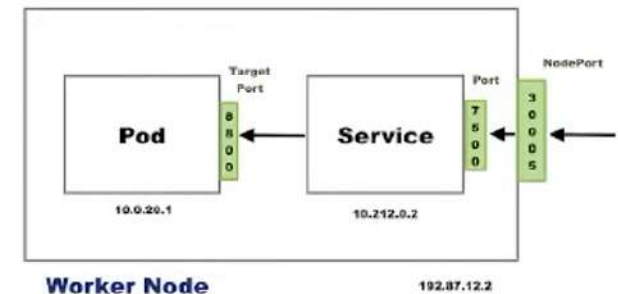 NodePort
Target
Port
Port
8
8
0
0
7
5
0
0
3
0
0
0
5
Pod
Service
10.0.20.1
10.212.0.2
Worker Node
192.87.12.2